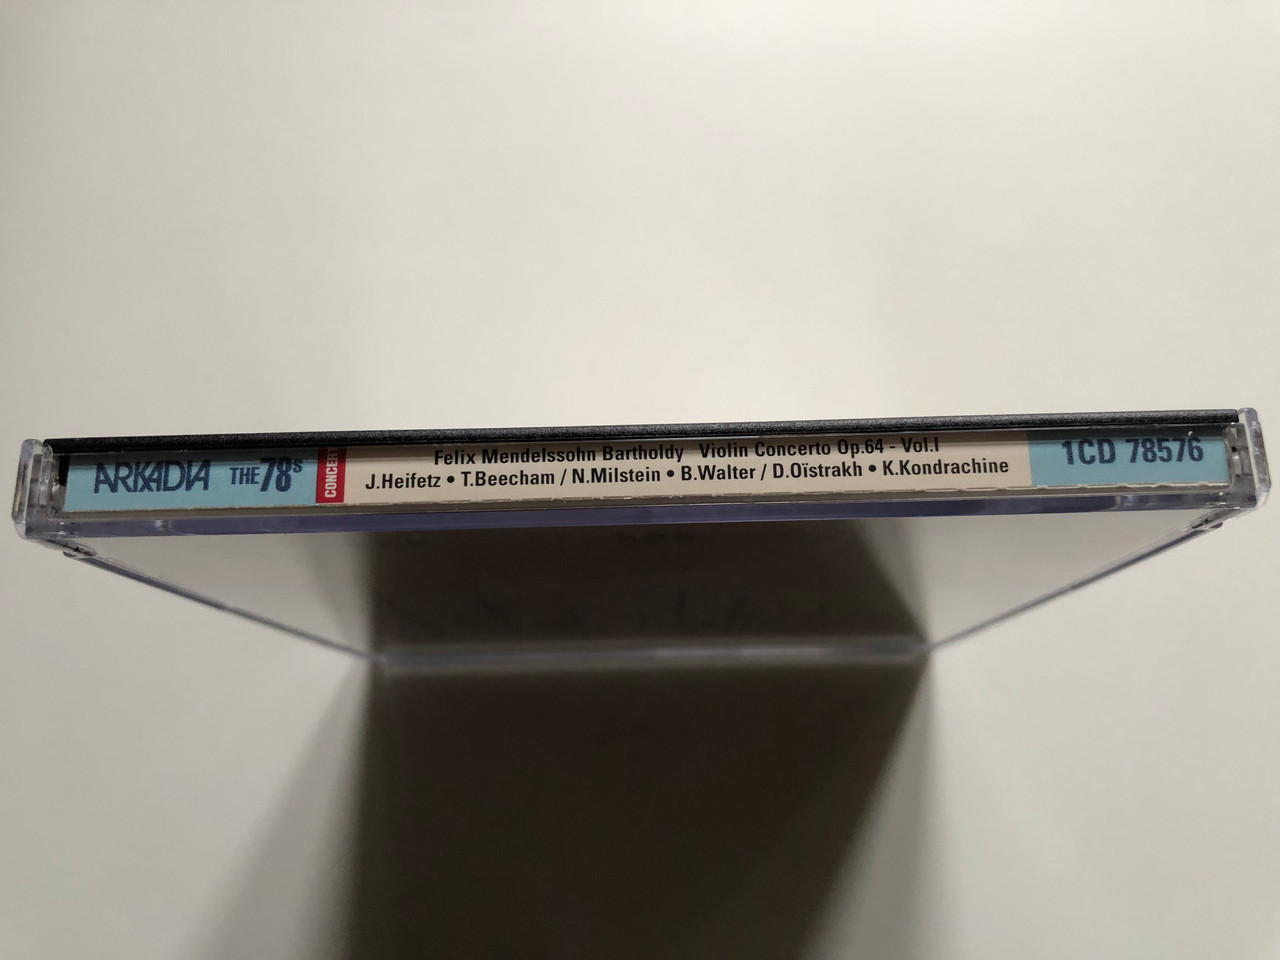 ARKADIA THE 78s
CONCERT
Felix Mendelssohn Bartholdy Violin Concerto Op.64 - Vol.I
J.Heifetz • T.Beecham / N.Milstein • B.Walter / D.Oïstrakh • K.Kondrachine
1CD 78576